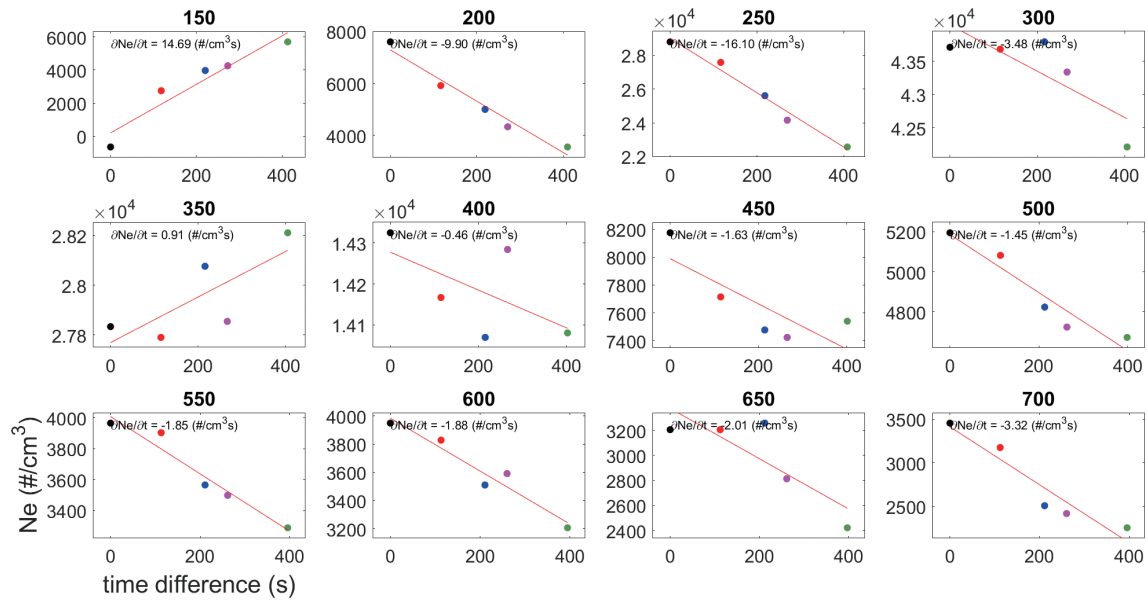 150
∂Ne/∂t = 14.69 (#/cm³s)
6000
4000
2000
0
0 200 400
200
∂Ne/∂t = -9.90 (#/cm³s)
8000
6000
4000
0 200 400
× 10⁴ 250
∂Ne/∂t = -16.10 (#/cm³s)
2.8
2.6
2.4
2.2
0 200 400
× 10⁴ 300
∂Ne/∂t = -3.48 (#/cm³s)
4.35
4.3
4.25
0 200 400
× 10⁴ 350
∂Ne/∂t = 0.91 (#/cm³s)
2.82
2.8
2.78
0 200 400
× 10⁴ 400
∂Ne/∂t = -0.46 (#/cm³s)
1.43
1.42
1.41
0 200 400
450
∂Ne/∂t = -1.63 (#/cm³s)
8200
8000
7800
7600
7400
0 200 400
500
∂Ne/∂t = -1.45 (#/cm³s)
5200
5000
4800
0 200 400
550
∂Ne/∂t = -1.85 (#/cm³s)
4000
3800
3600
3400
0 200 400
Ne (#/cm³)
time difference (s)
600
∂Ne/∂t = -1.88 (#/cm³s)
4000
3800
3600
3400
3200
0 200 400
650
∂Ne/∂t = -2.01 (#/cm³s)
3200
3000
2800
2600
2400
0 200 400
700
∂Ne/∂t = -3.32 (#/cm³s)
3500
3000
2500
0 200 400